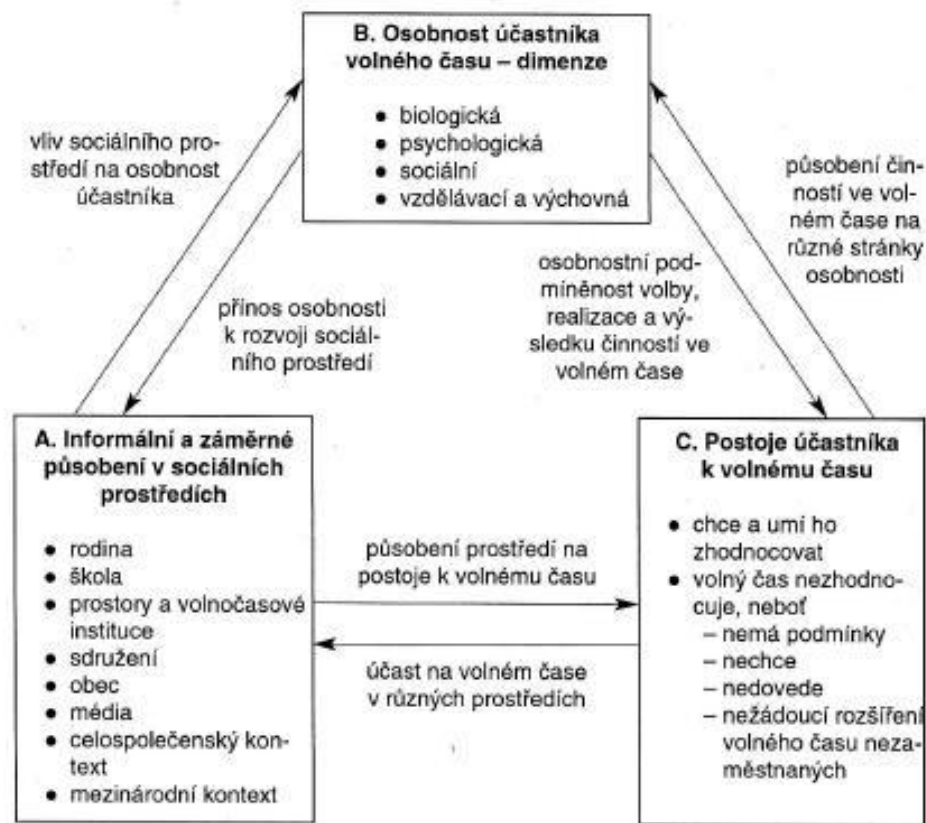 B. Osobnost účastníka
volného času – dimenze
● biologická
● psychologická
● sociální
● vzdělávací a výchovná
vliv sociálního pro-
středí na osobnost
účastníka
působení čin-
ností ve vol-
ném čase na
různé stránky
osobnosti
přínos osobnosti
k rozvoji sociál-
ního prostředí
osobnostní pod-
míněnost volby,
realizace a vý-
sledku činností ve
volném čase
A. Informální a záměrné
působení v sociálních
prostředích
● rodina
● škola
● prostory a volnočasové
instituce
● sdružení
● obec
● média
● celospolečenský kon-
text
● mezinárodní kontext
působení prostředí na
postoje k volnému času
účast na volném čase
v různých prostředích
C. Postoje účastníka
k volnému času
● chce a umí ho
zhodnocovat
● volný čas nezhodno-
cuje, neboť
– nemá podmínky
– nechce
– nedovede
– nežádoucí rozšíření
volného času neza-
městnaných